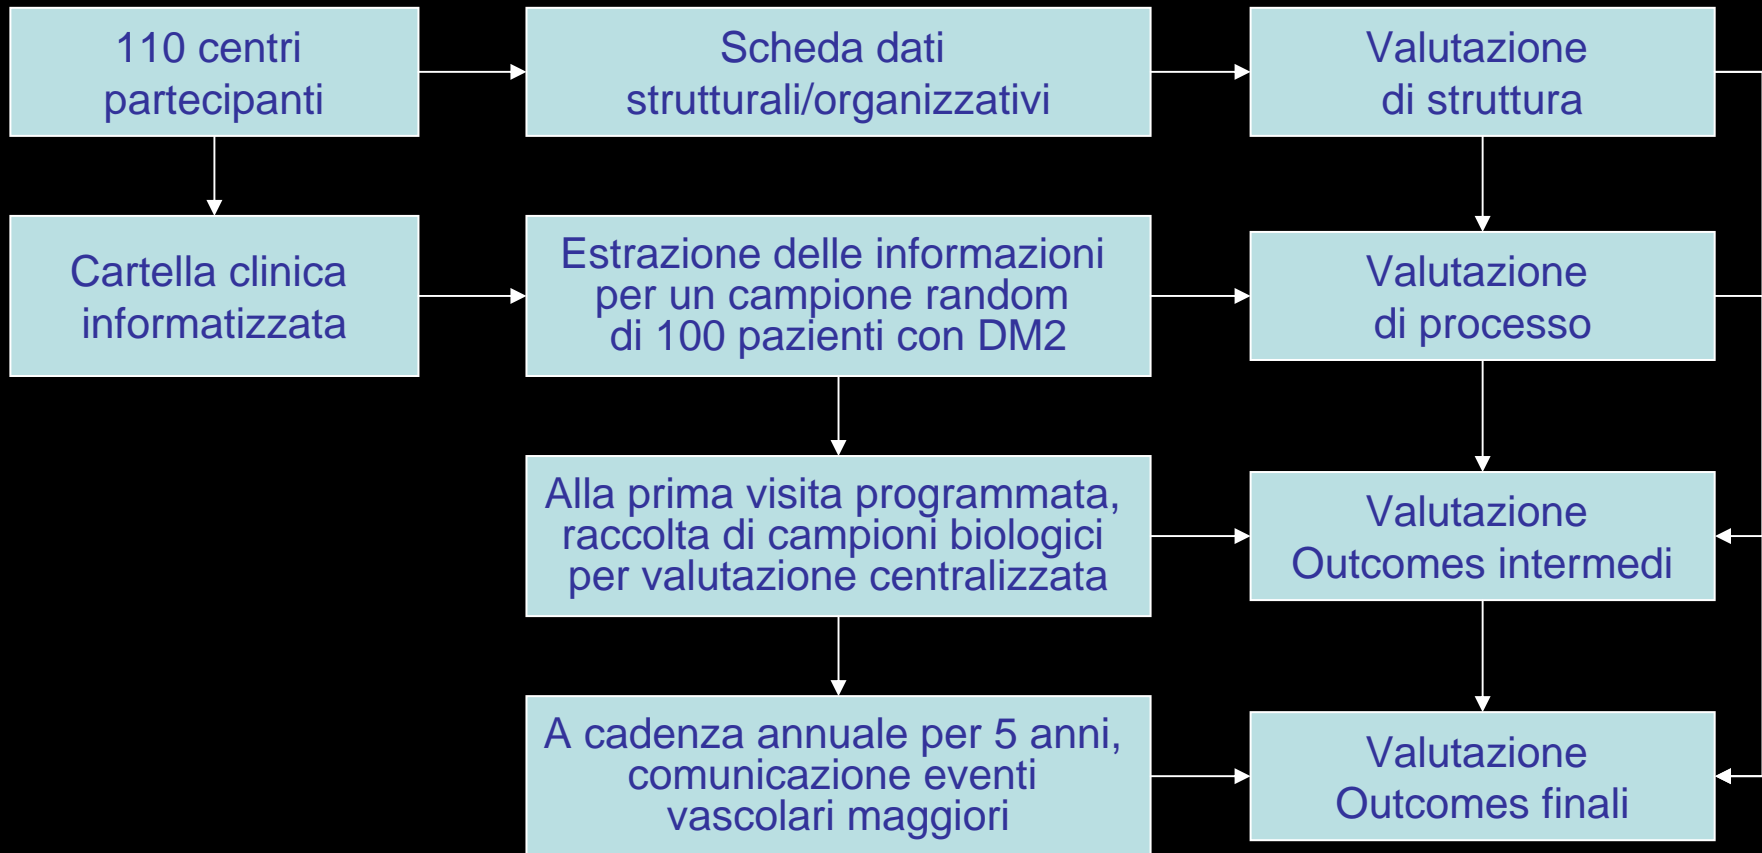 110 centri
partecipanti
Scheda dati
strutturali/organizzativi
Valutazione
di struttura
Cartella clinica
informatizzata
Estrazione delle informazioni
per un campione random
di 100 pazienti con DM2
Valutazione
di processo
Alla prima visita programmata,
raccolta di campioni biologici
per valutazione centralizzata
Valutazione
Outcomes intermedi
A cadenza annuale per 5 anni,
comunicazione eventi
vascolari maggiori
Valutazione
Outcomes finali